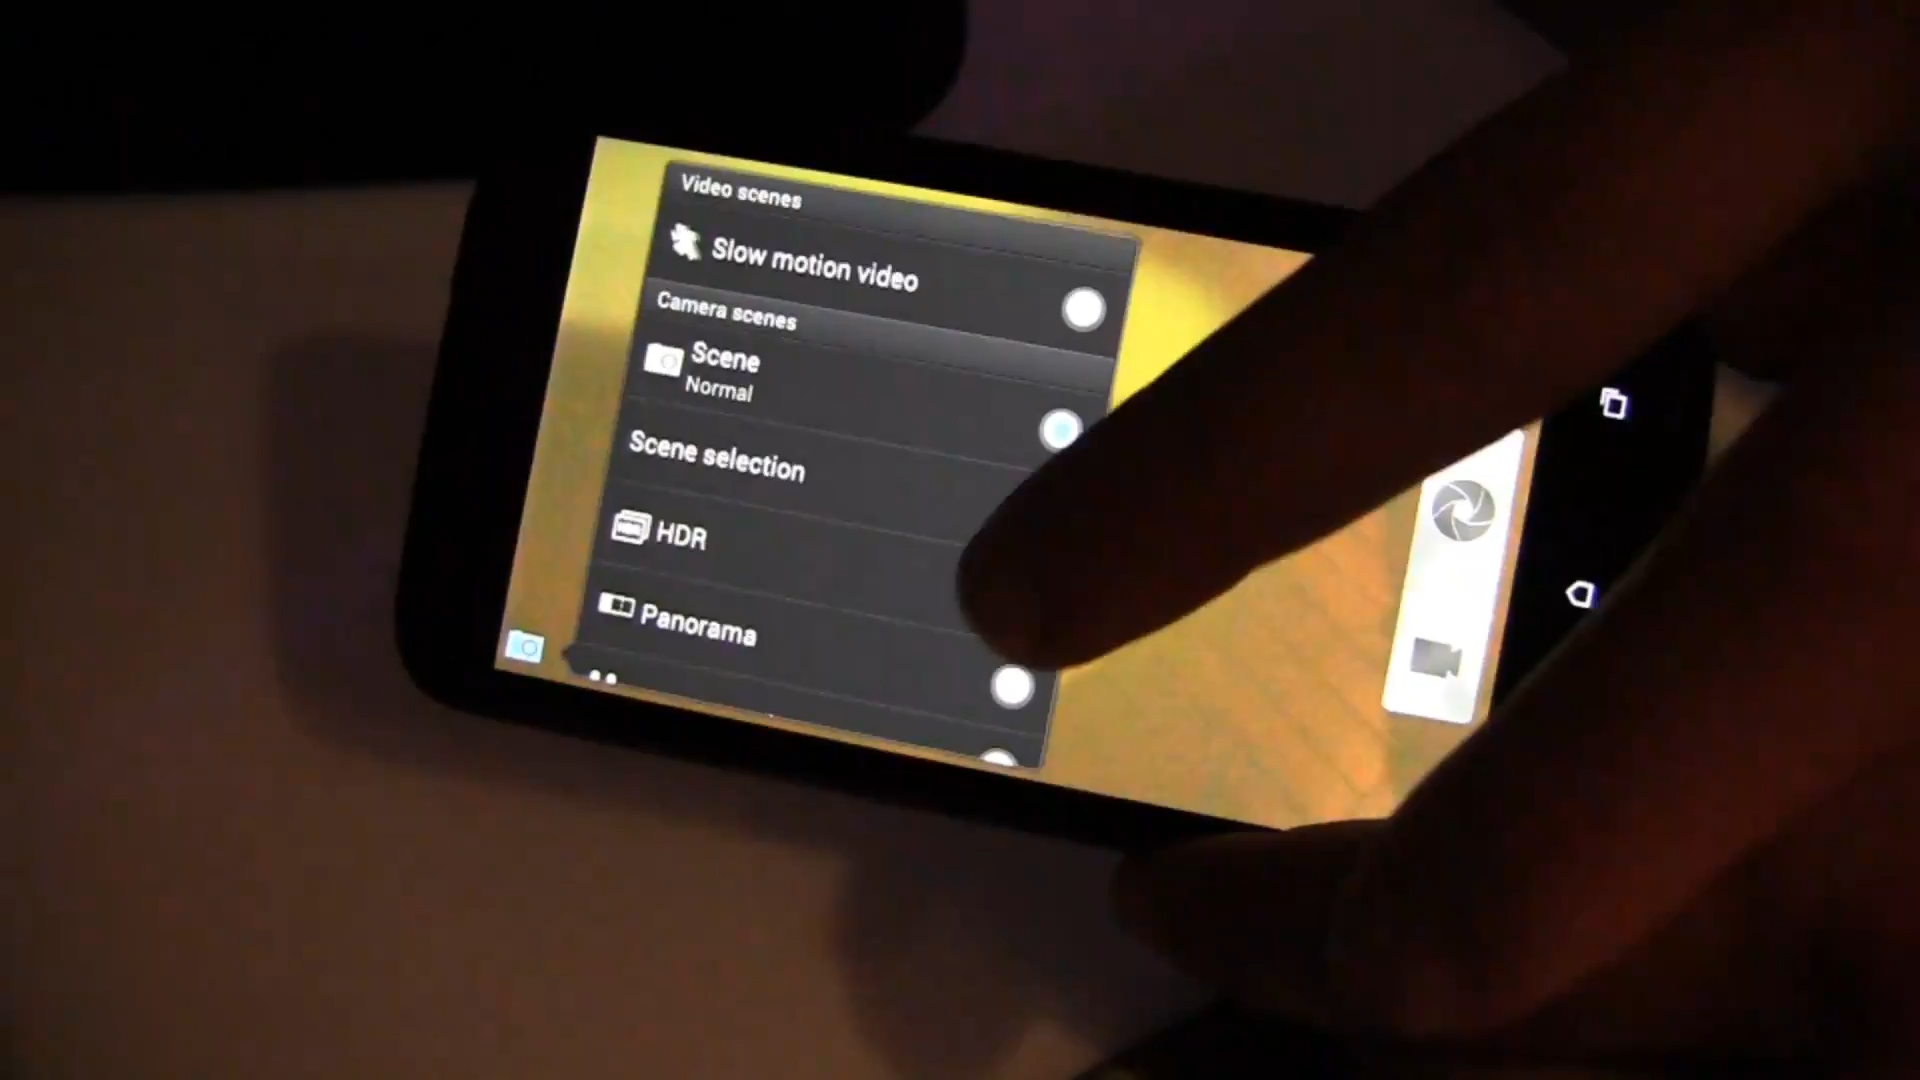 Video scenes
Slow motion video
Camera scenes
Scene
Normal
Scene selection
HDR
Panorama